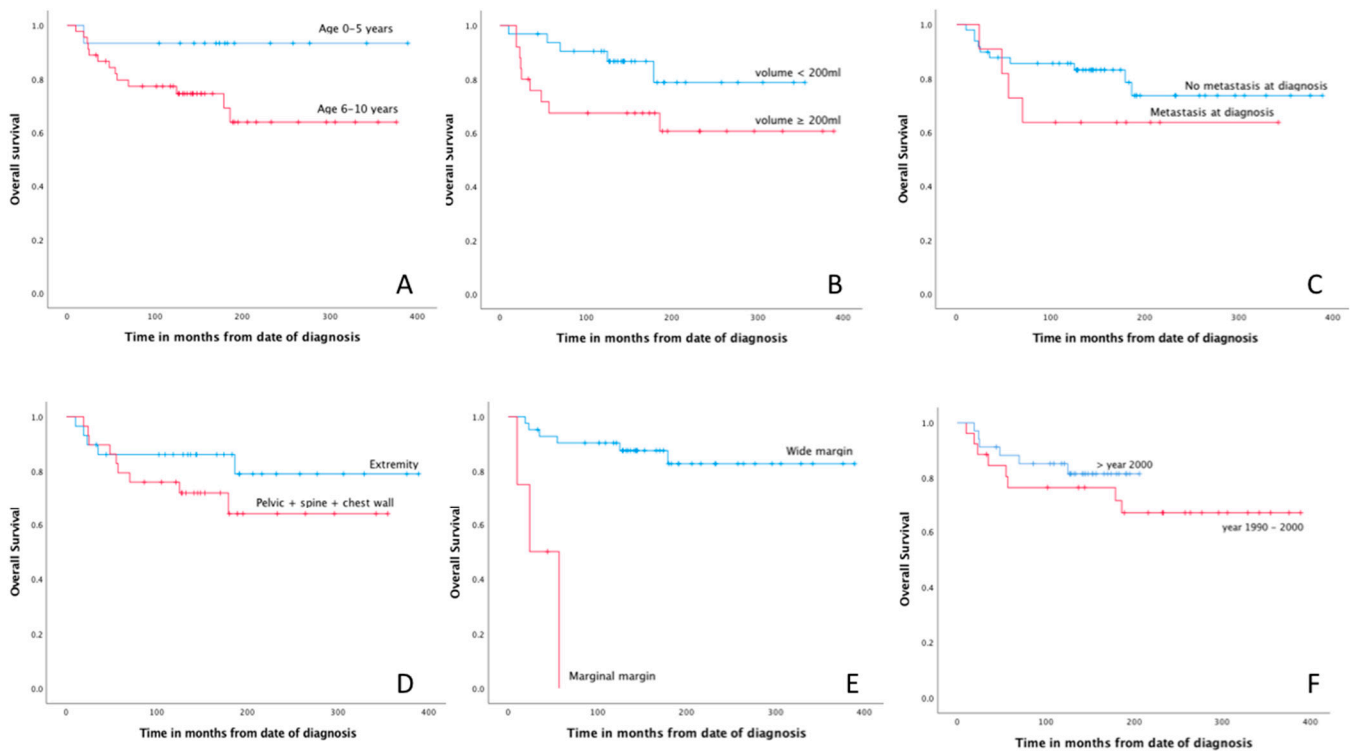 Overall survival
1.0
0.8
0.6
0.4
0.2
0.0
Age 0-5 years
Age 6-10 years
A
0
100
200
300
400
Time in months from date of diagnosis
Overall Survival
1.0
0.8
0.6
0.4
0.2
0.0
volume < 200ml
volume ≥ 200ml
B
0
100
200
300
400
Time in months from date of diagnosis
Overall Survival
1.0
0.8
0.6
0.4
0.2
0.0
No metastasis at diagnosis
Metastasis at diagnosis
C
0
100
200
300
400
Time in months from date of diagnosis
Overall Survival
1.0
0.8
0.6
0.4
0.2
0.0
Extremity
Pelvic + spine + chest wall
D
0
100
200
300
400
Time in months from date of diagnosis
Overall Survival
1.0
0.8
0.6
0.4
0.2
0.0
Wide margin
Marginal margin
E
0
100
200
300
400
Time in months from date of diagnosis
Overall Survival
1.0
0.8
0.6
0.4
0.2
0.0
> year 2000
year 1990 - 2000
F
0
100
200
300
400
Time in months from date of diagnosis